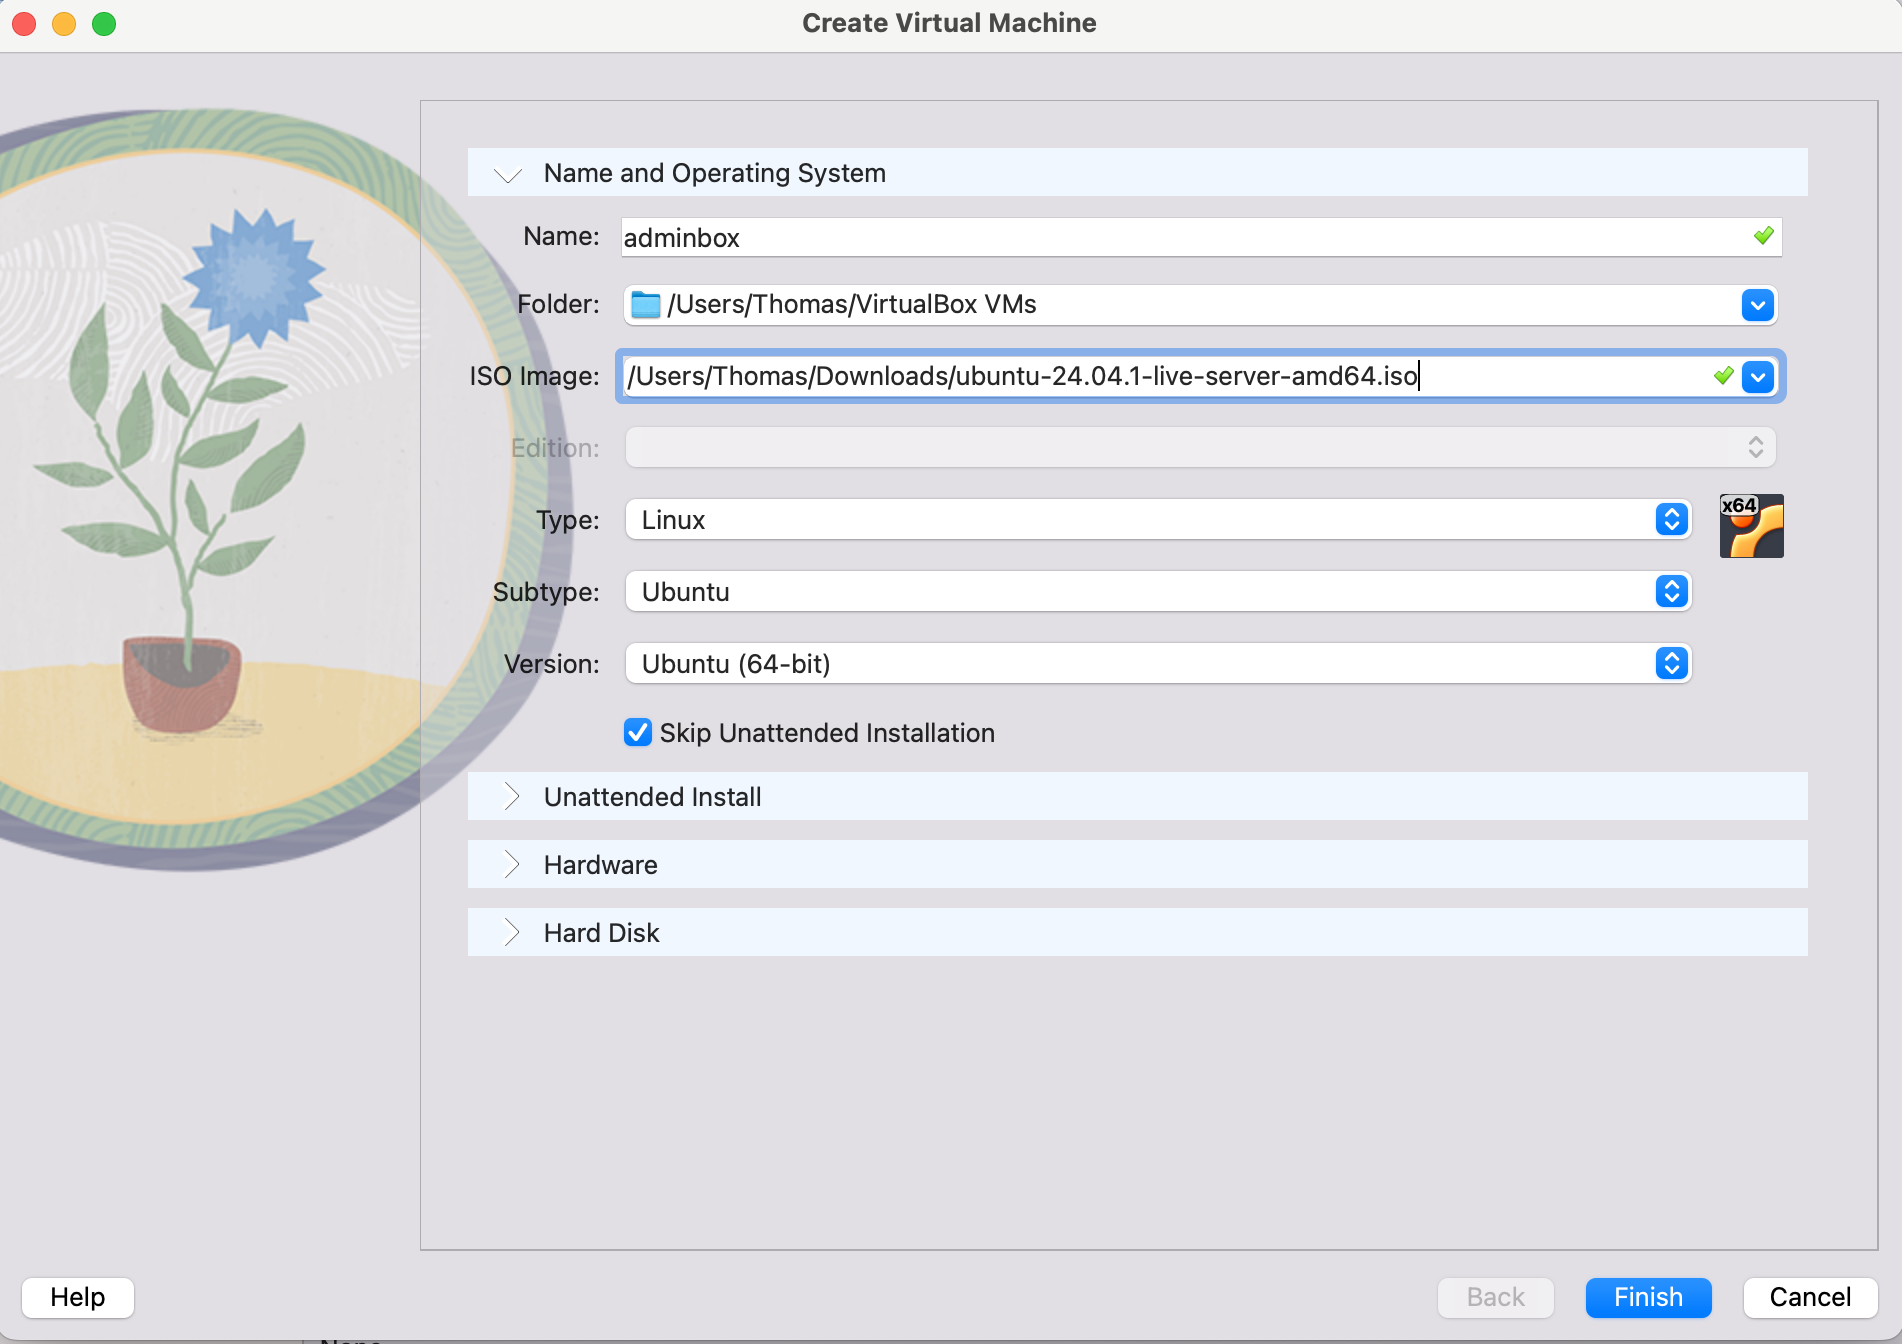 Create Virtual Machine
Name and Operating System
Name: adminbox
Folder: /Users/Thomas/VirtualBox VMs
ISO Image: /Users/Thomas/Downloads/ubuntu-24.04.1-live-server-amd64.iso
Edition:
Type: Linux
x64
Subtype: Ubuntu
Version: Ubuntu (64-bit)
Skip Unattended Installation
Unattended Install
Hardware
Hard Disk
Help Back Finish Cancel